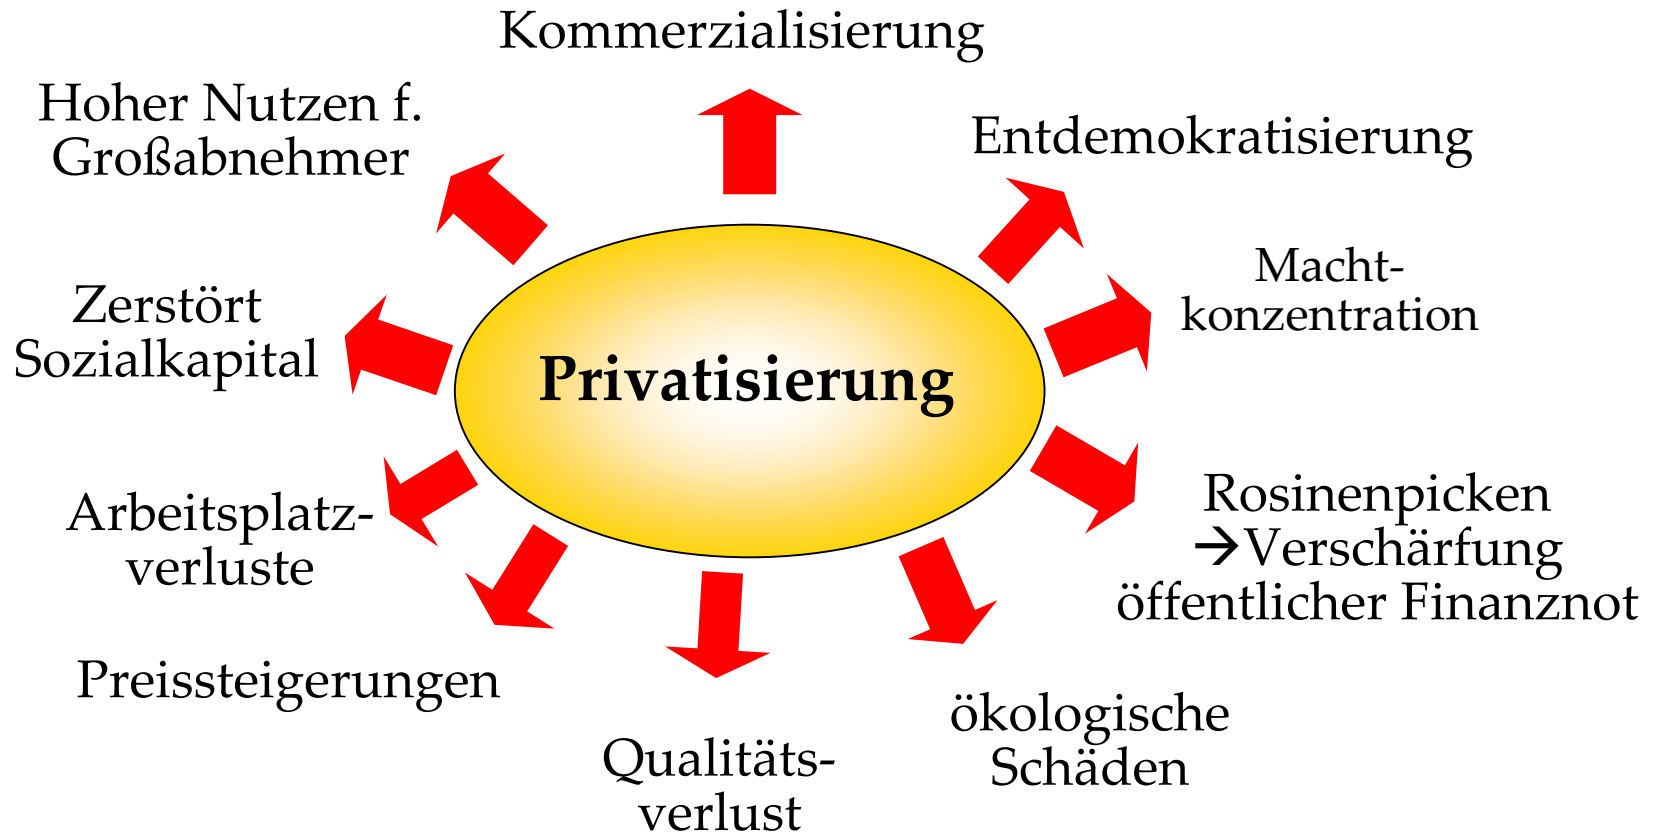 Kommerzialisierung
Hoher Nutzen f.
Großabnehmer
Entdemokratisierung
Macht-
konzentration
Zerstört
Sozialkapital
Privatisierung
Arbeitsplatz-
verluste
Rosinenpicken
→Verschärfung
öffentlicher Finanznot
Preissteigerungen
ökologische
Schäden
Qualitäts-
verlust